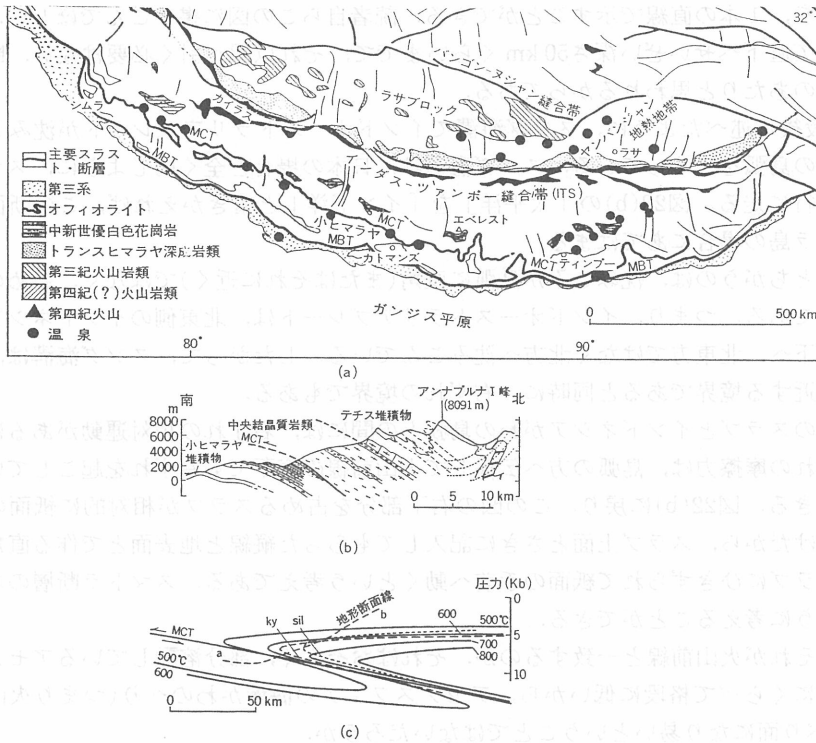 32°
バーゴンーヌジャン縫合帯
ラサブロック
カイラス
シムラ
MCT
MBT
地熱地帯
ラサ
インダスーツァンポー縫合帯(ITS)
小ヒマラヤ
MBT
MCT
エベレスト
カトマンズ
MCT
ティンプー
MBT
ガンジス平原
主要スラスト・断層
第三系
オフィオライト
中新世優白色花崗岩
トランスヒマラヤ深成岩類
第三紀火山岩類
第四紀(?)火山岩類
第四紀火山
温 泉
0 500 km
80° 90°
(a)
南 北
アンナプルナⅠ峰
(8091 m)
テチス堆積物
中央結晶質岩類
MCT
小ヒマラヤ
堆積物
m
8000
6000
4000
2000
0
0 5 10 km
(b)
圧力(Kb)
地形断面線
MCT
ky sil b 600 500℃
700
800
a
500℃
600
0
5
10
0 50 km
(c)